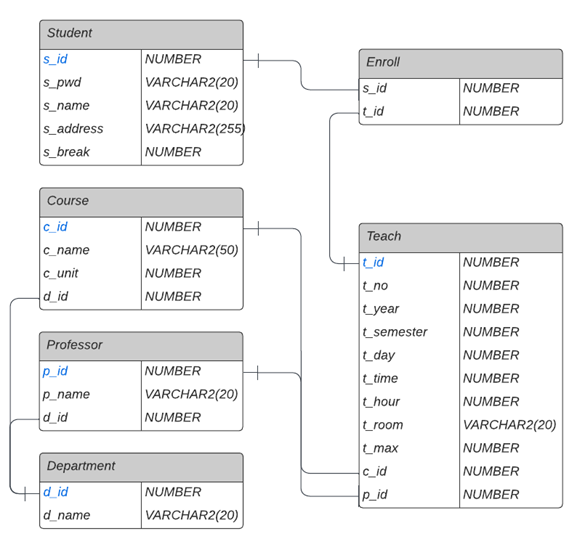 Student
s_id NUMBER
s_pwd VARCHAR2(20)
s_name VARCHAR2(20)
s_address VARCHAR2(255)
s_break NUMBER
Course
c_id NUMBER
c_name VARCHAR2(50)
c_unit NUMBER
d_id NUMBER
Professor
p_id NUMBER
p_name VARCHAR2(20)
d_id NUMBER
Department
d_id NUMBER
d_name VARCHAR2(20)
Enroll
s_id NUMBER
t_id NUMBER
Teach
t_id NUMBER
t_no NUMBER
t_year NUMBER
t_semester NUMBER
t_day NUMBER
t_time NUMBER
t_hour NUMBER
t_room VARCHAR2(20)
t_max NUMBER
c_id NUMBER
p_id NUMBER